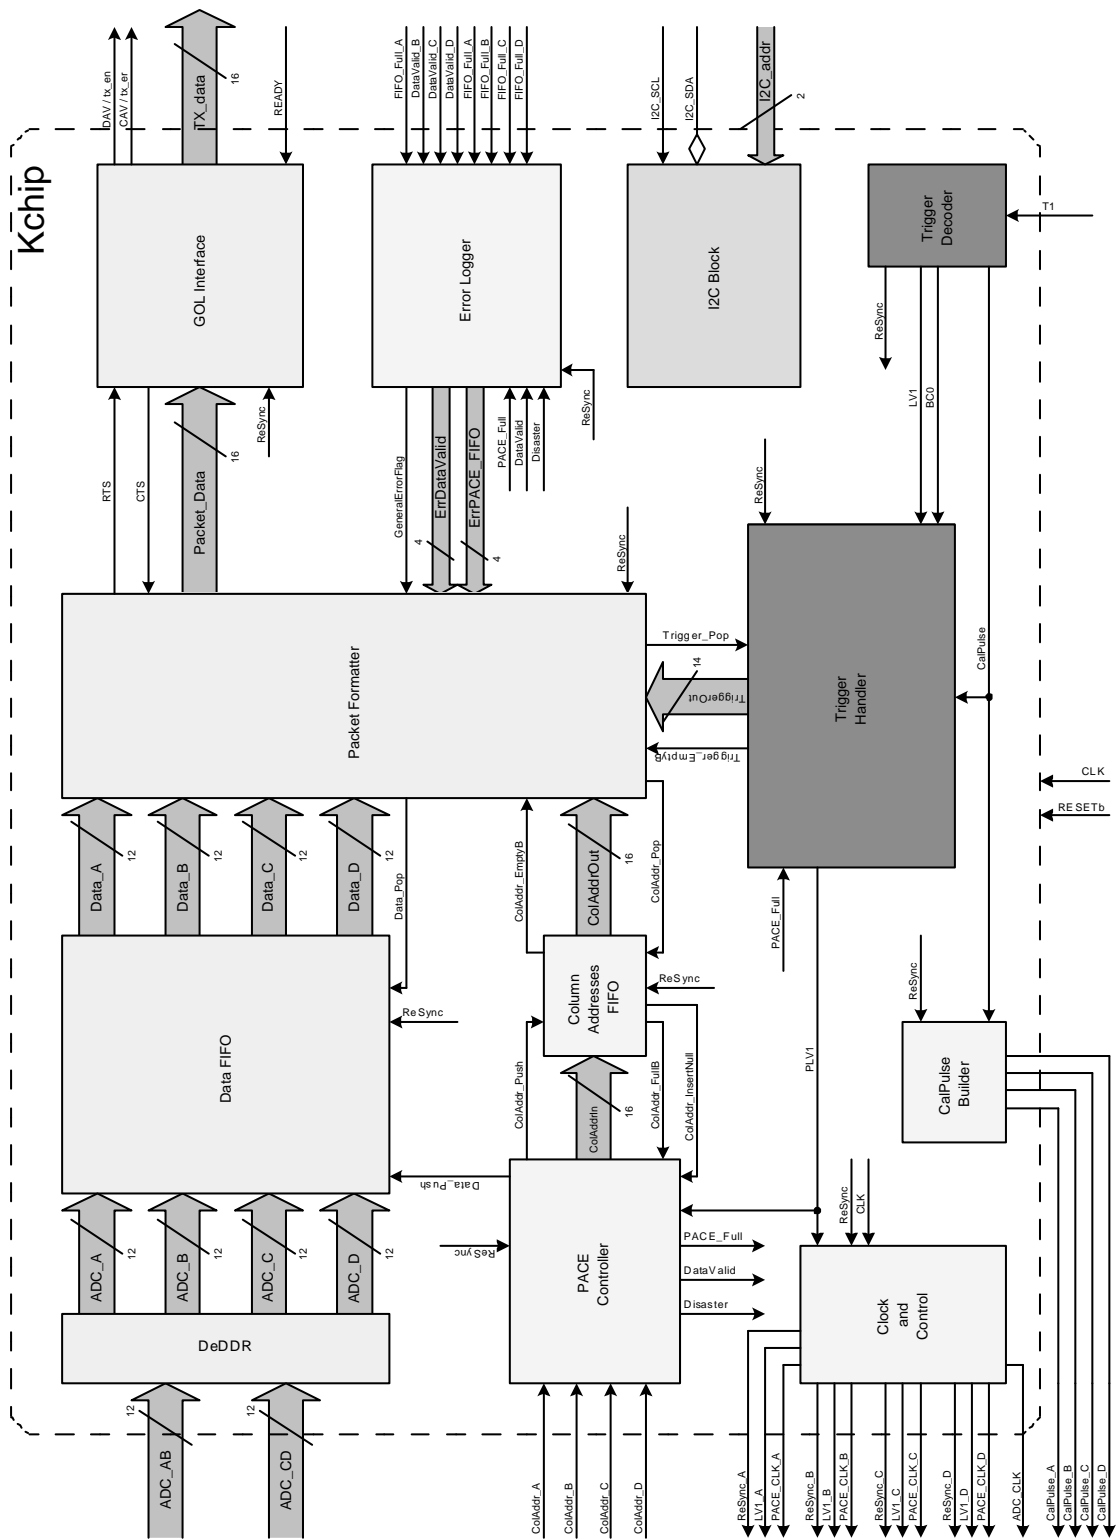 Kchip
DAV / tx_en
CAV / tx_er
TX_data
16
READY
FIFO_Full_A
DataValid_B
DataValid_C
DataValid_D
FIFO_Full_A
FIFO_Full_B
FIFO_Full_C
FIFO_Full_D
I2C_SCL
I2C_SDA
I2C_addr
2
GOL Interface
Error Logger
I2C Block
Trigger
Decoder
T1
RTS
CTS
Packet_Data
16
ReSync
GeneralErrorFlag
ErrDataValid
4
ErrPACE_FIFO
4
PACE_Full
DataValid
Disaster
ReSync
ReSync
ReSync
LV1
BC0
CalPulse
ReSync
Packet Formatter
Trigger_Pop
14
TriggerOut
Trigger_EmptyB
Trigger
Handler
CLK
RESETb
Data_A
12
Data_B
12
Data_C
12
Data_D
12
Data_Pop
ColAddr_EmptyB
ColAddrOut
16
ColAddr_Pop
PACE_Full
PLV1
ReSync
Data FIFO
ReSync
Column
Addresses
FIFO
ReSync
CalPulse
Builder
ColAddr_Push
ColAddrIn
16
ColAddr_FullB
ColAddr_InsertNull
Data_Push
ADC_A
12
ADC_B
12
ADC_C
12
ADC_D
12
ReSync
PACE
Controller
PACE_Full
DataValid
Disaster
ReSync
CLK
Clock
and
Control
DeDDR
ADC_AB
12
ADC_CD
12
ColAddr_A
ColAddr_B
ColAddr_C
ColAddr_D
ReSync_A
LV1_A
PACE_CLK_A
ReSync_B
LV1_B
PACE_CLK_B
ReSync_C
LV1_C
PACE_CLK_C
ReSync_D
LV1_D
PACE_CLK_D
ADC_CLK
CalPulse_A
CalPulse_B
CalPulse_C
CalPulse_D